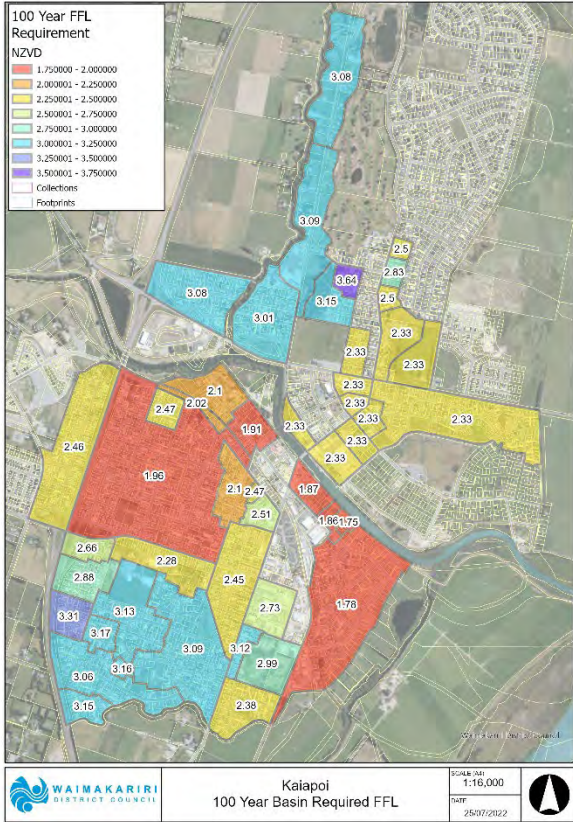 100 Year FFL
Requirement
NZVD
1.750000 - 2.000000
2.000001 - 2.250000
2.250001 - 2.500000
2.500001 - 2.750000
2.750001 - 3.000000
3.000001 - 3.250000
3.250001 - 3.500000
3.500001 - 3.750000
Collections
Footprints
3.08
3.09
2.5
2.83
3.64
3.08
3.15
2.5
3.01
2.33
2.33
2.33
2.33
2.1
2.02
2.47
2.33
2.33
2.33
1.91
2.33
2.33
2.33
2.46
1.96
1.87
2.1
2.47
2.51
1.86
1.75
2.66
2.28
2.88
2.45
1.78
2.73
3.31
3.13
3.17
3.09
3.12
3.16
2.99
3.06
3.15
2.38
WAIMAKARIRI
DISTRICT COUNCIL
Kaiapoi
100 Year Basin Required FFL
SCALE (A4)
1:16,000
DATE
25/07/2022